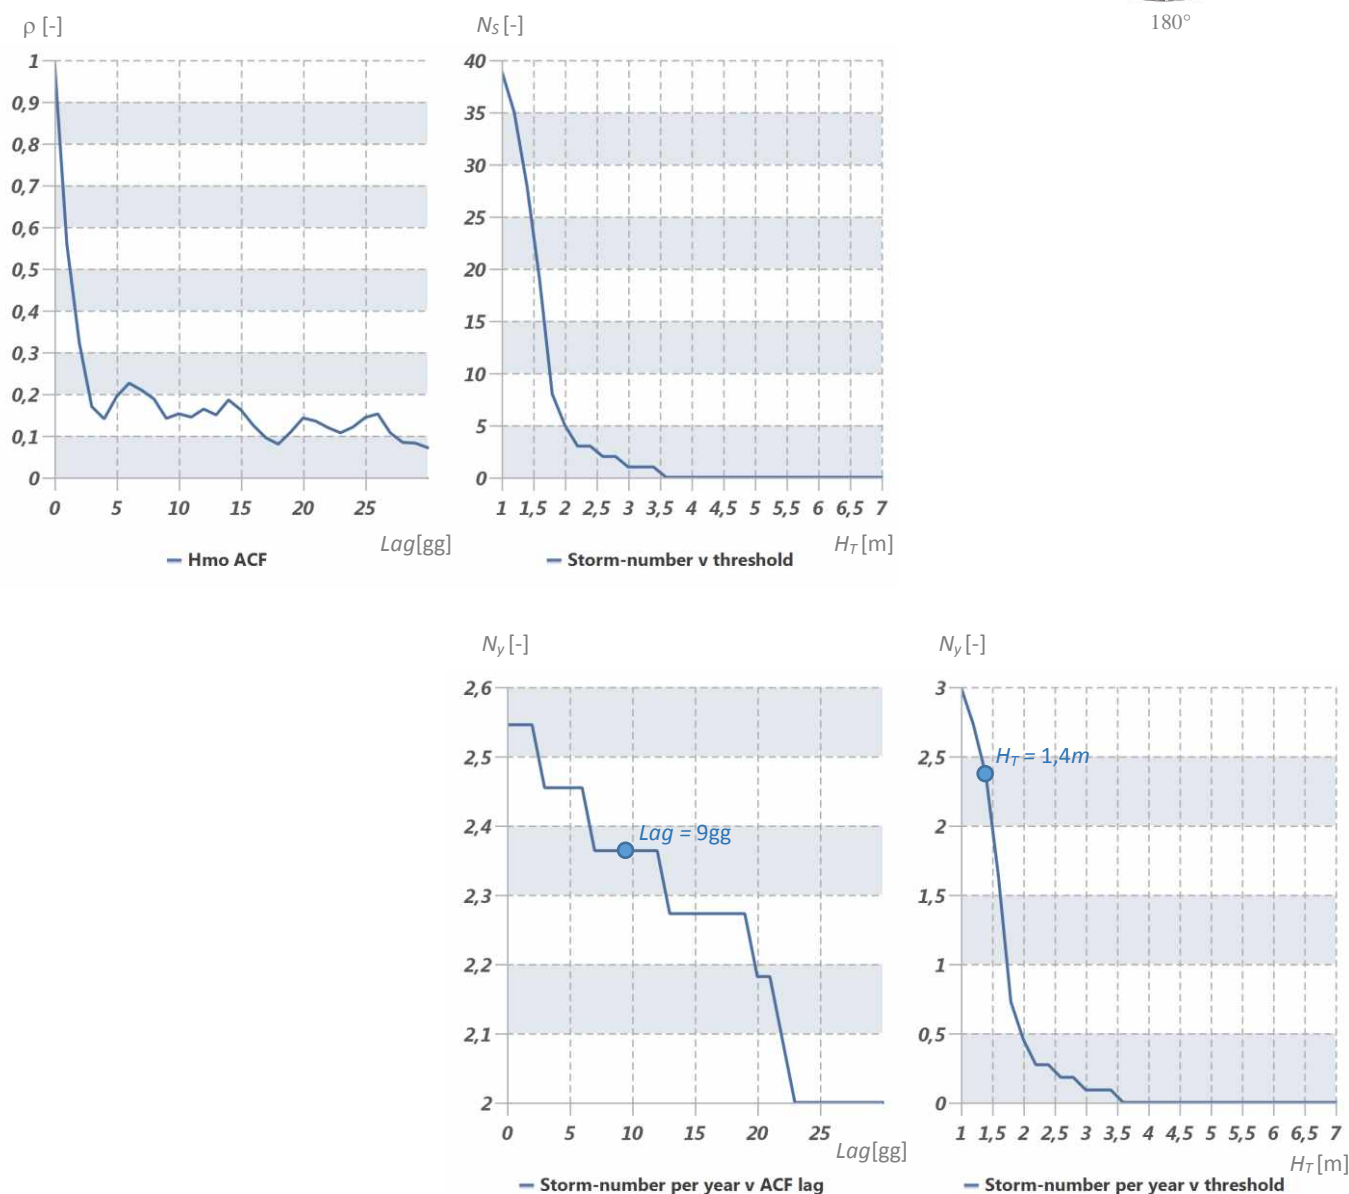 180°
ρ [-]
N_S [-]
1
0,9
0,8
0,7
0,6
0,5
0,4
0,3
0,2
0,1
0
0 5 10 15 20 25
Lag[gg]
Hmo ACF
40
35
30
25
20
15
10
5
0
1 1,5 2 2,5 3 3,5 4 4,5 5 5,5 6 6,5 7
H_T [m]
Storm-number v threshold
N_y [-]
2,6
2,5
2,4
2,3
2,2
2,1
2
Lag = 9gg
0 5 10 15 20 25
Lag[gg]
Storm-number per year v ACF lag
N_y [-]
3
2,5
2
1,5
1
0,5
0
H_T = 1,4m
1 1,5 2 2,5 3 3,5 4 4,5 5 5,5 6 6,5 7
H_T [m]
Storm-number per year v threshold